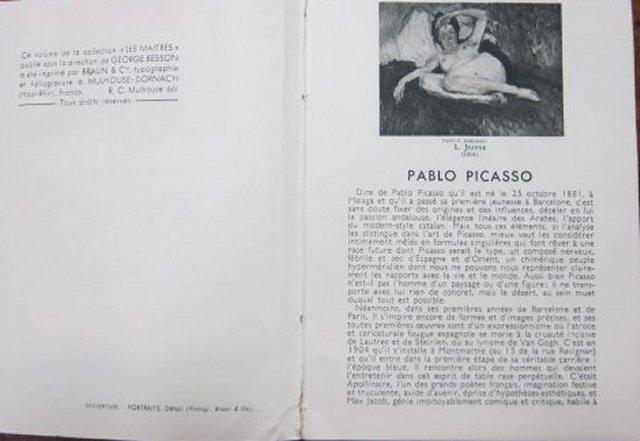 Ce volume de la collection « LES MAITRES »
publié sous la direction de GEORGE BESSON
a été imprimé par BRAUN & Cie, typographie
et héliogravure à MULHOUSE-DORNACH
(Haut-Rhin), France. R. C. Mulhouse 661
Tous droits réservés
COUVERTURE : PORTRAITS. Détail (Photogr. Braun & Cie).
1. JEANNE
(1901)
PABLO PICASSO
Dire de Pablo Picasso qu'il est né le 25 octobre 1881, à
Malaga et qu'il a passé sa première jeunesse à Barcelone, c'est
sans doute fixer des origines et des influences, déceler en lui
la passion andalouse, l'élégance linéaire des Arabes, l'apport
du modern-style catalan. Mais tous ces éléments, si l'analyse
les distingue dans l'art de Picasso, mieux vaut les considérer
intimement mêlés en formules singulières qui font rêver à une
race future dont Picasso serait le type, un composé nerveux,
fébrile et sec d'Espagne et d'Orient, un chimérique peuple
hyperméridien dont nous ne pouvons nous représenter claire-
ment les rapports avec la vie et le monde. Aussi bien Picasso
n'est-il pas l'homme d'un paysage ou d'une figure; il ne trans-
porte avec lui rien de concret, mais le désert, au sein muet
duquel tout est possible.
Néanmoins, dans ses premières années de Barcelone et de
Paris, il s'inspire encore de formes et d'images précises, et ses
toutes premières œuvres sont d'un expressionnisme où l'atroce
et caricaturale fougue espagnole se marie à la cruauté incisive
de Lautrec et de Steinlen, ou au lyrisme de Van Gogh. C'est en
1904 qu'il s'installe à Montmartre (au 13 de la rue Ravignan)
et qu'il entre dans la première étape de sa véritable carrière :
l'époque bleue. Il rencontre alors des hommes qui devaient
l'entretenir dans cet esprit de table rase perpétuelle. C'était
Apollinaire, l'un des grands poètes français, imagination festive
et truculente, avide d'avenir, éprise d'hypothèses esthétiques, et
Max Jacob, génie impitoyablement comique et critique, habile à